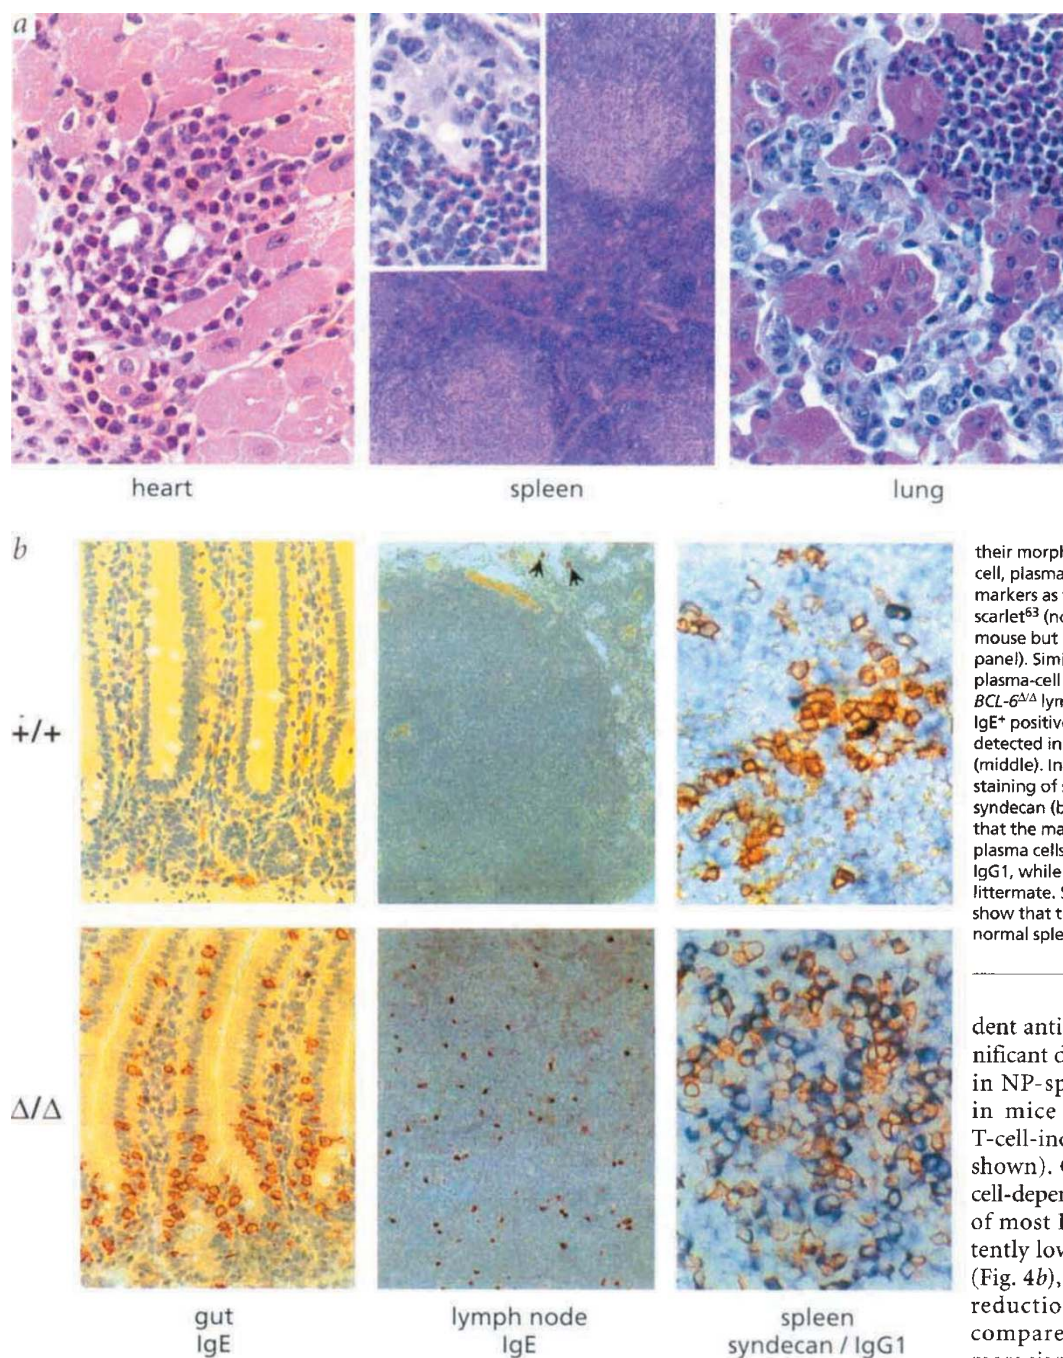 a
heart
spleen
lung
b
+/+
Δ/Δ
gut
IgE
lymph node
IgE
spleen
syndecan / IgG1
their morph
cell, plasma
markers as
scarlet63 (no
mouse but
panel). Simi
plasma-cell
BCL-6Δ/Δ lym
IgE+ positive
detected in
(middle). In
staining of
syndecan (b
that the ma
plasma cells
IgG1, while
littermate. S
show that t
normal sple
dent anti
nificant d
in NP-sp
in mice
T-cell-ind
shown).
cell-depen
of most
tently lov
(Fig. 4b),
reductio
compare